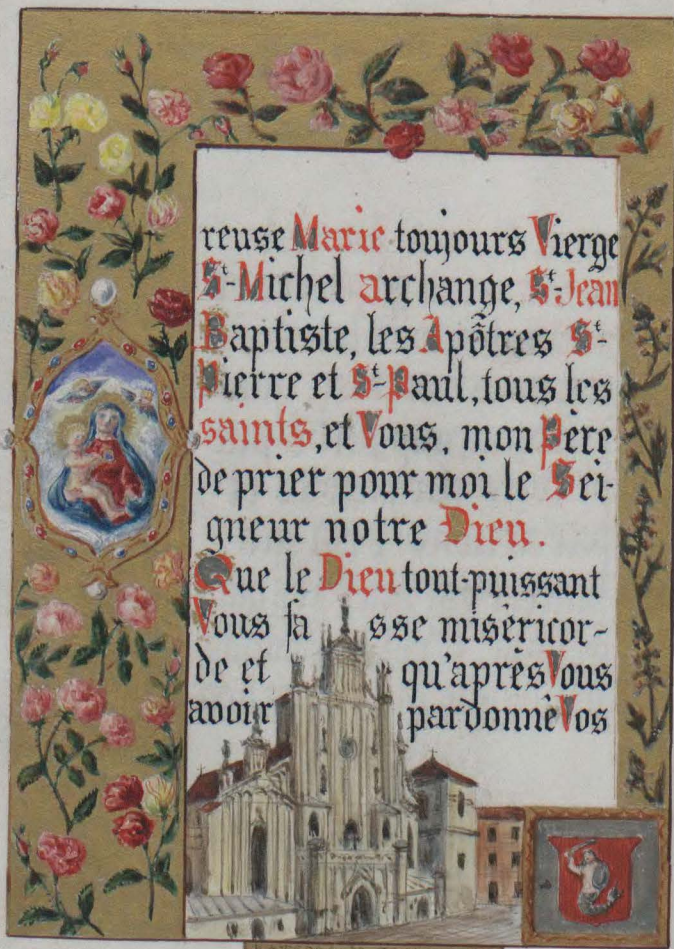 reuse Marie toujours Vierge
St-Michel archange, St-Jean
Baptiste, les Apôtres St-
Pierre et St-Paul, tous les
saints, et Vous, mon Père
de prier pour moi le Sei-
gneur notre Dieu.
Que le Dieu tout-puissant
Vous fasse miséricor-
de et qu'après Vous
avoir pardonné Vos